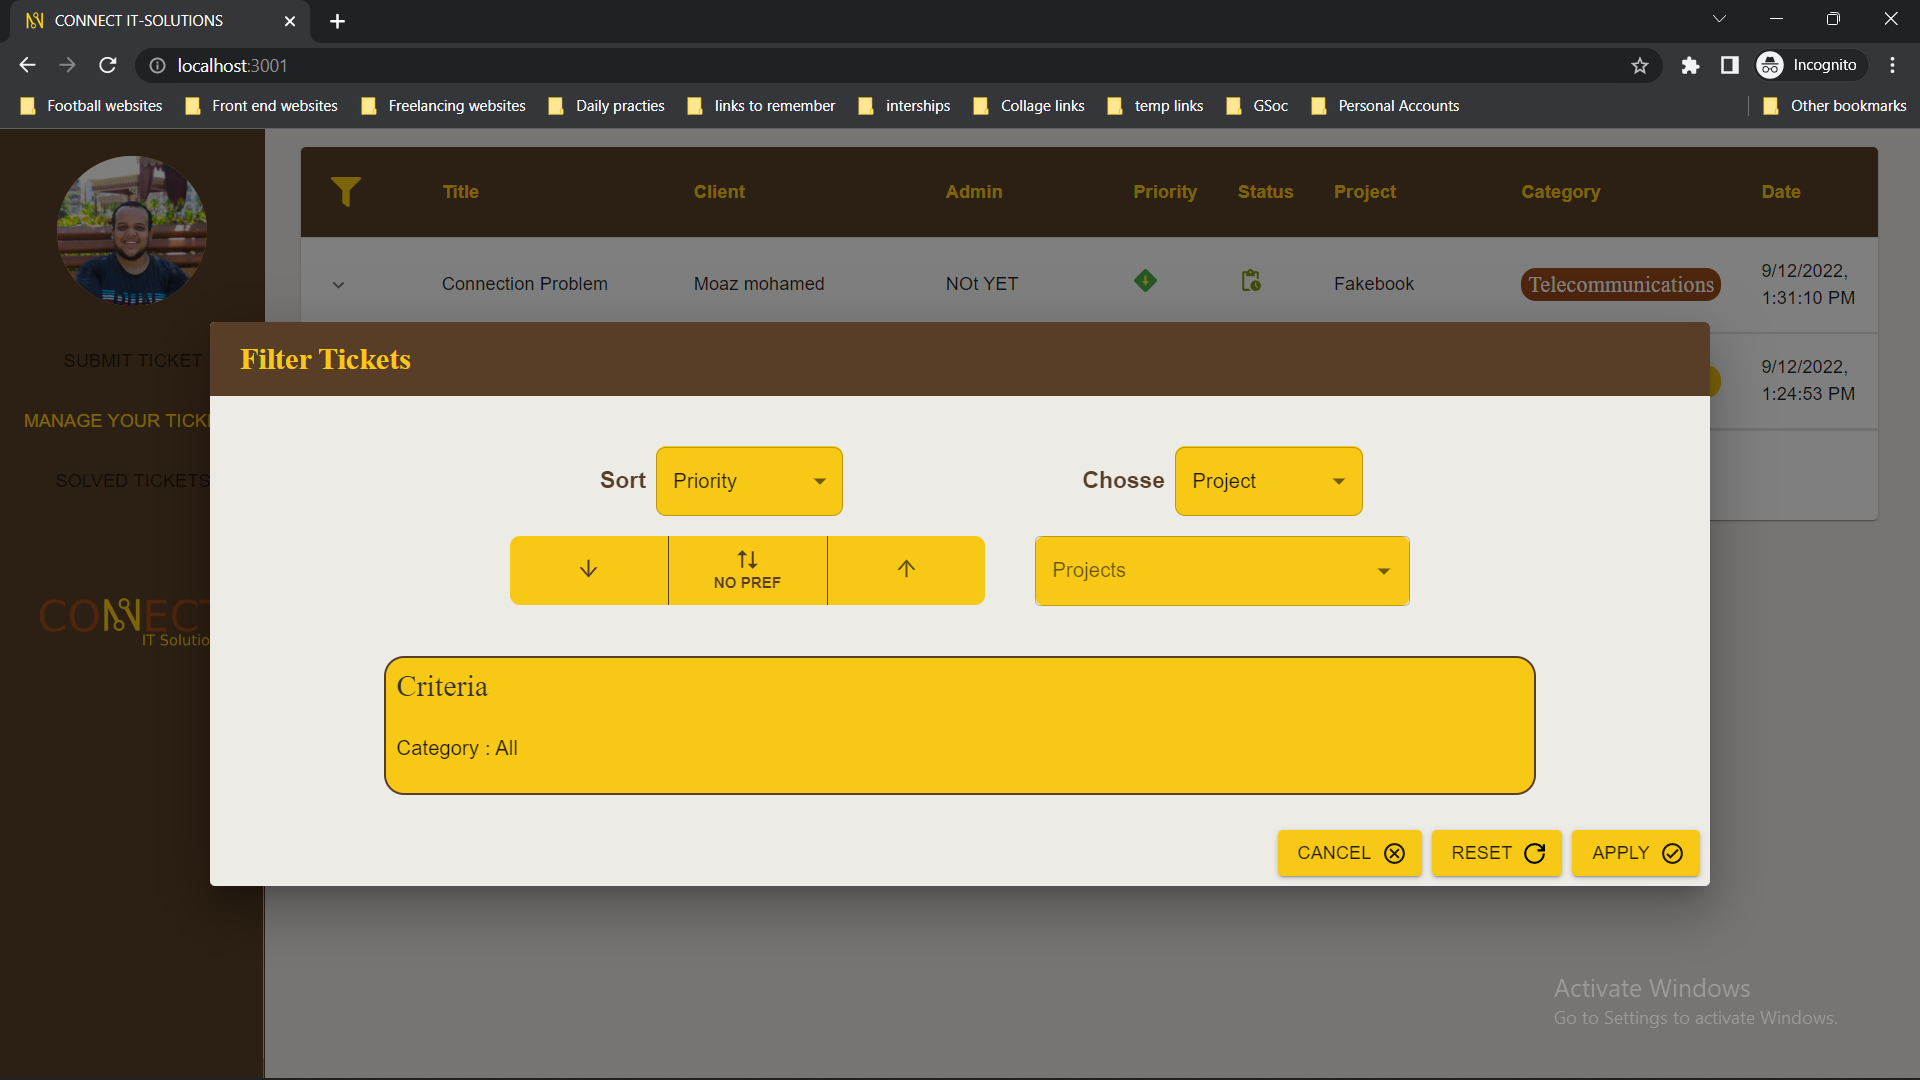 CONNECT IT-SOLUTIONS
localhost:3001
Incognito
Football websites
Front end websites
Freelancing websites
Daily practies
links to remember
interships
Collage links
temp links
GSoc
Personal Accounts
Other bookmarks
Title
Client
Admin
Priority
Status
Project
Category
Date
Connection Problem
Moaz mohamed
NOt YET
Fakebook
Telecommunications
9/12/2022,
1:31:10 PM
9/12/2022,
1:24:53 PM
SUBMIT TICKET
MANAGE YOUR TICK
SOLVED TICKETS
CONNECT
IT Solutio
Filter Tickets
Sort
Priority
Chosse
Project
NO PREF
Projects
Criteria
Category : All
CANCEL
RESET
APPLY
Activate Windows
Go to Settings to activate Windows.